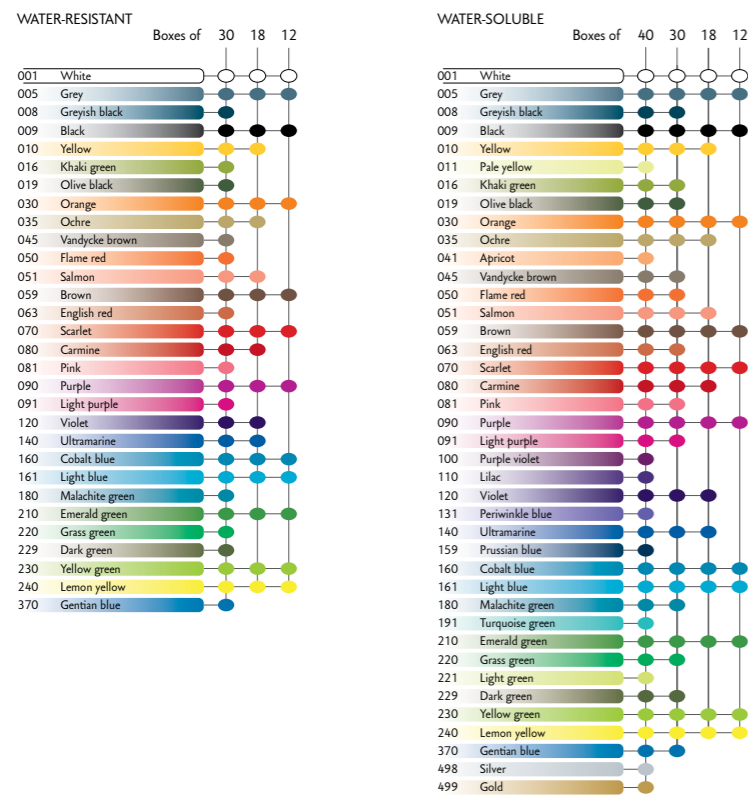 WATER-RESISTANT
Boxes of 30 18 12
001 White
005 Grey
008 Greyish black
009 Black
010 Yellow
016 Khaki green
019 Olive black
030 Orange
035 Ochre
045 Vandycke brown
050 Flame red
051 Salmon
059 Brown
063 English red
070 Scarlet
080 Carmine
081 Pink
090 Purple
091 Light purple
120 Violet
140 Ultramarine
160 Cobalt blue
161 Light blue
180 Malachite green
210 Emerald green
220 Grass green
229 Dark green
230 Yellow green
240 Lemon yellow
370 Gentian blue
WATER-SOLUBLE
Boxes of 40 30 18 12
001 White
005 Grey
008 Greyish black
009 Black
010 Yellow
011 Pale yellow
016 Khaki green
019 Olive black
030 Orange
035 Ochre
041 Apricot
045 Vandycke brown
050 Flame red
051 Salmon
059 Brown
063 English red
070 Scarlet
080 Carmine
081 Pink
090 Purple
091 Light purple
100 Purple violet
110 Lilac
120 Violet
131 Periwinkle blue
140 Ultramarine
159 Prussian blue
160 Cobalt blue
161 Light blue
180 Malachite green
191 Turquoise green
210 Emerald green
220 Grass green
221 Light green
229 Dark green
230 Yellow green
240 Lemon yellow
370 Gentian blue
498 Silver
499 Gold